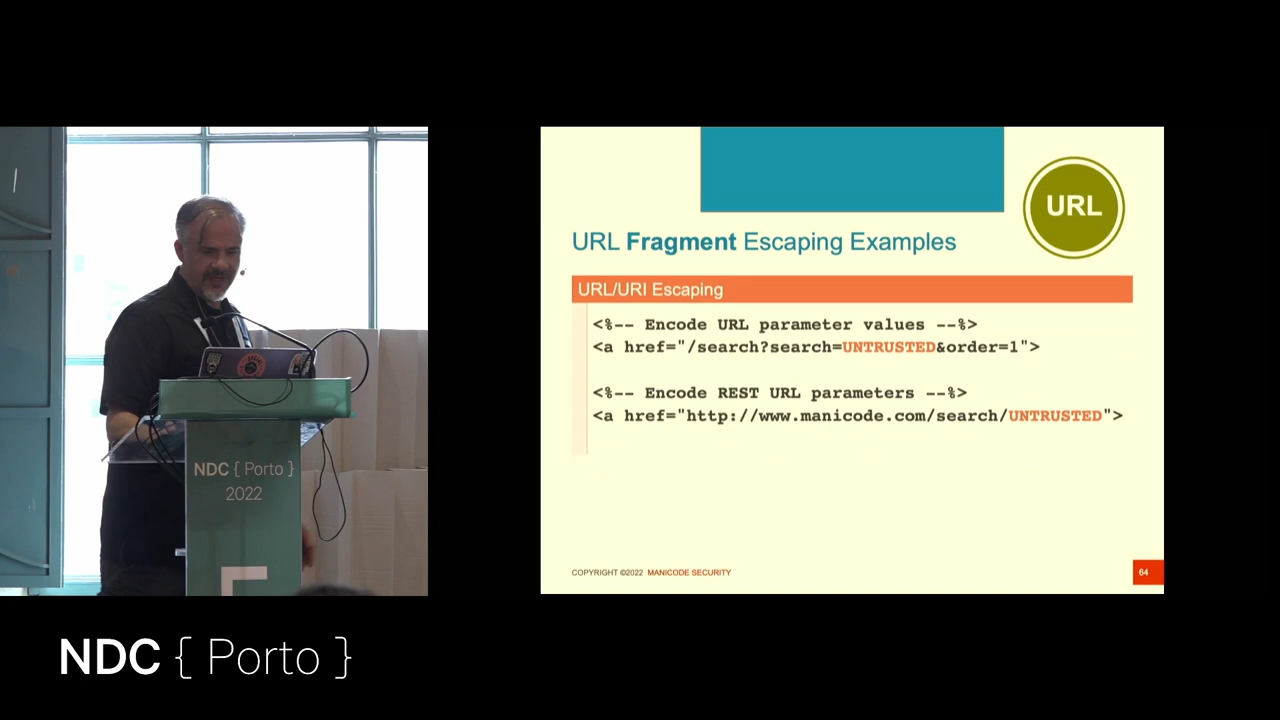 URL
URL Fragment Escaping Examples
URL/URI Escaping
<%-- Encode URL parameter values --%>
<a href="/search?search=UNTRUSTED&order=1">
<%-- Encode REST URL parameters --%>
<a href="http://www.manicode.com/search/UNTRUSTED">
COPYRIGHT ©2022 MANICODE SECURITY
64
NDC { Porto }
2022
NDC { Porto }